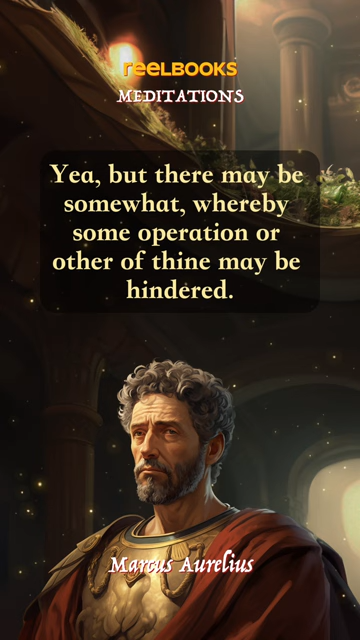 reelBOOKS
MEDITATIONS
Yea, but there may be
somewhat, whereby
some operation or
other of thine may be
hindered.
Marcus Aurelius